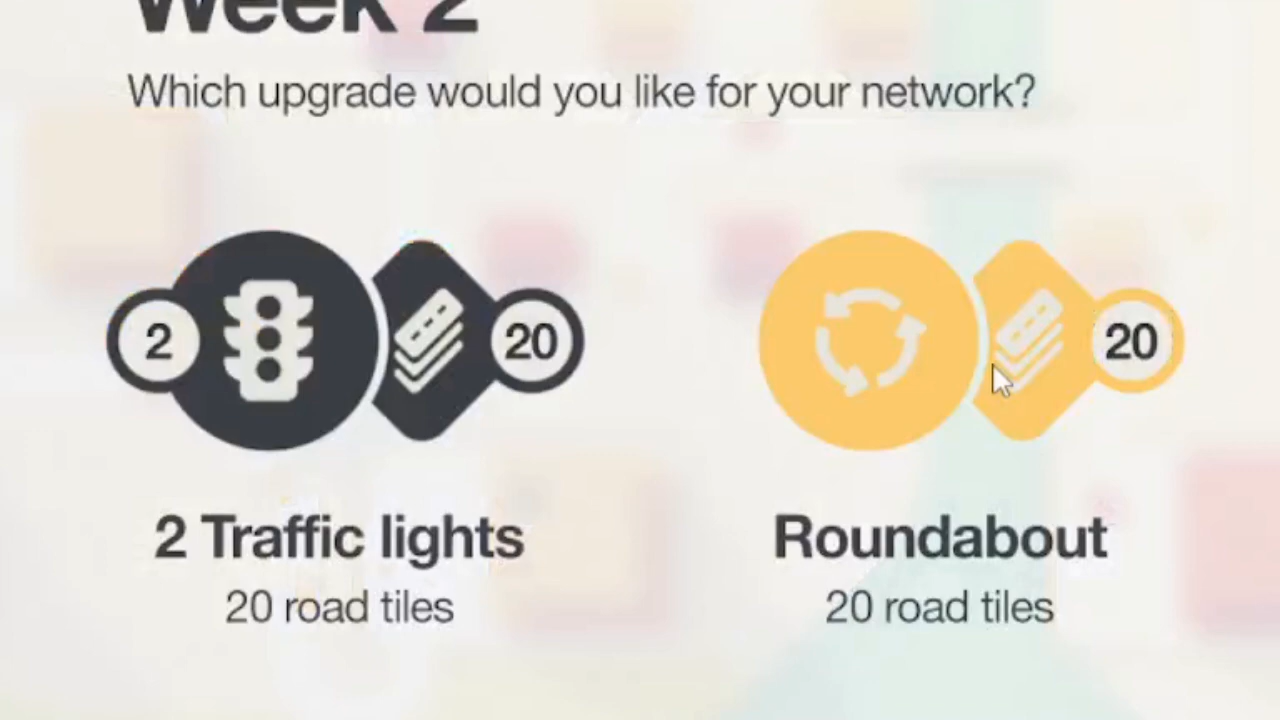 Week 2
Which upgrade would you like for your network?
2
20
20
2 Traffic lights
Roundabout
20 road tiles
20 road tiles